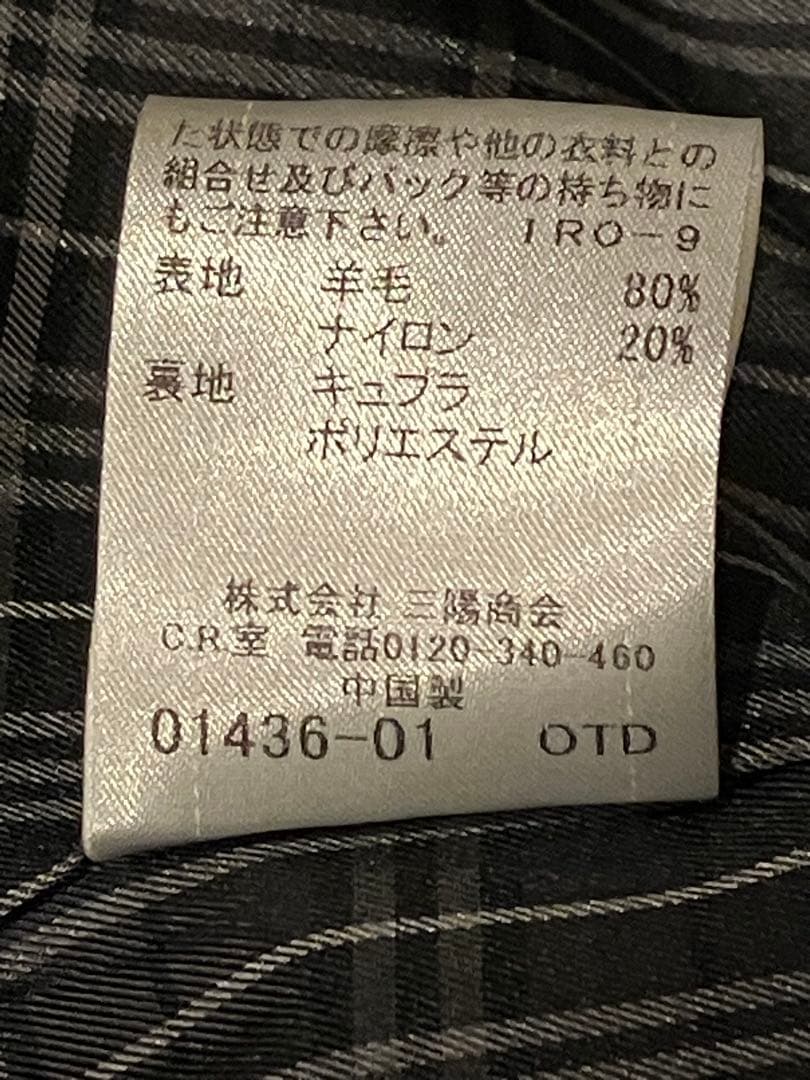 た状態での摩擦や他の衣料との
組合せ及びバック等の持ち物に
もご注意下さい。 IRO-9
表地 羊毛 80%
ナイロン 20%
裏地 キュプラ
ポリエステル
株式会社 三陽商会
C.R.室 電話0120-340-460
中国製
01436-01 OTD